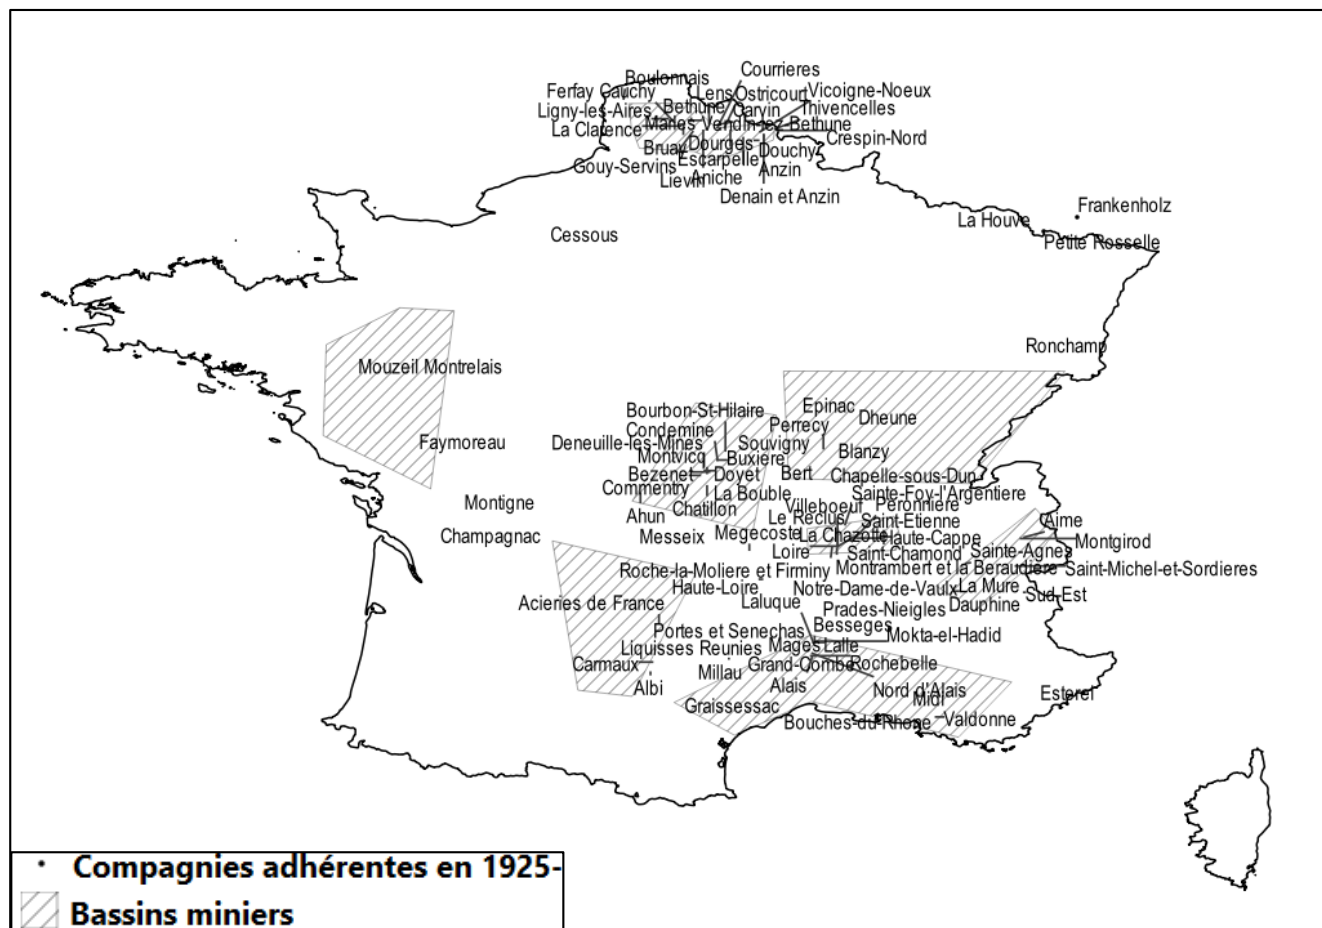 Courrieres
Boulonnais
Ferfay Cauchy
Lens
Ostricourt
Vicoigne-Noeux
Ligny-les-Aires
Bethune
Carvin
Thivencelles
La Clarence
Marles
Vendin-lez-Bethune
Crespin-Nord
Bruay
Dourges
Douchy
Gouy-Servins
Escarpelle
Anzin
Lievin
Aniche
Denain et Anzin
Frankenholz
La Houve
Petite Rosselle
Cessous
Ronchamp
Mouzeil Montrelais
Faymoreau
Bourbon-St-Hilaire
Epinac
Dheune
Condemine
Perrecy
Deneuille-les-Mines
Souvigny
Montvicq
Buxiere
Blanzy
Bezenet
Doyet
Bert
Chapelle-sous-Dun
Commentry
La Bouble
Sainte-Foy-l'Argentiere
Montigne
Chatillon
Villeboeuf
Peronniere
Ahun
Le Reclus
Saint-Etienne
Aime
Champagnac
Messeix
Megecoste
La Chazotte
Haute-Cappe
Montgirod
Loire
Saint-Chamond
Sainte-Agnes
Roche-la-Moliere et Firminy
Montrambert et la Beraudiere
Saint-Michel-et-Sordieres
Haute-Loire
Notre-Dame-de-Vaulx
La Mure
Sud-Est
Acieries de France
Laluque
Prades-Nieigles
Dauphine
Portes et Senechas
Besseges
Mokta-el-Hadid
Liquisses Reunies
Mages
Lalle
Carmaux
Millau
Grand-Combe
Rochebelle
Albi
Alais
Nord d'Alais
Esterel
Graissessac
Midi
Bouches-du-Rhose
Valdonne
Compagnies adhérentes en 1925-
Bassins miniers